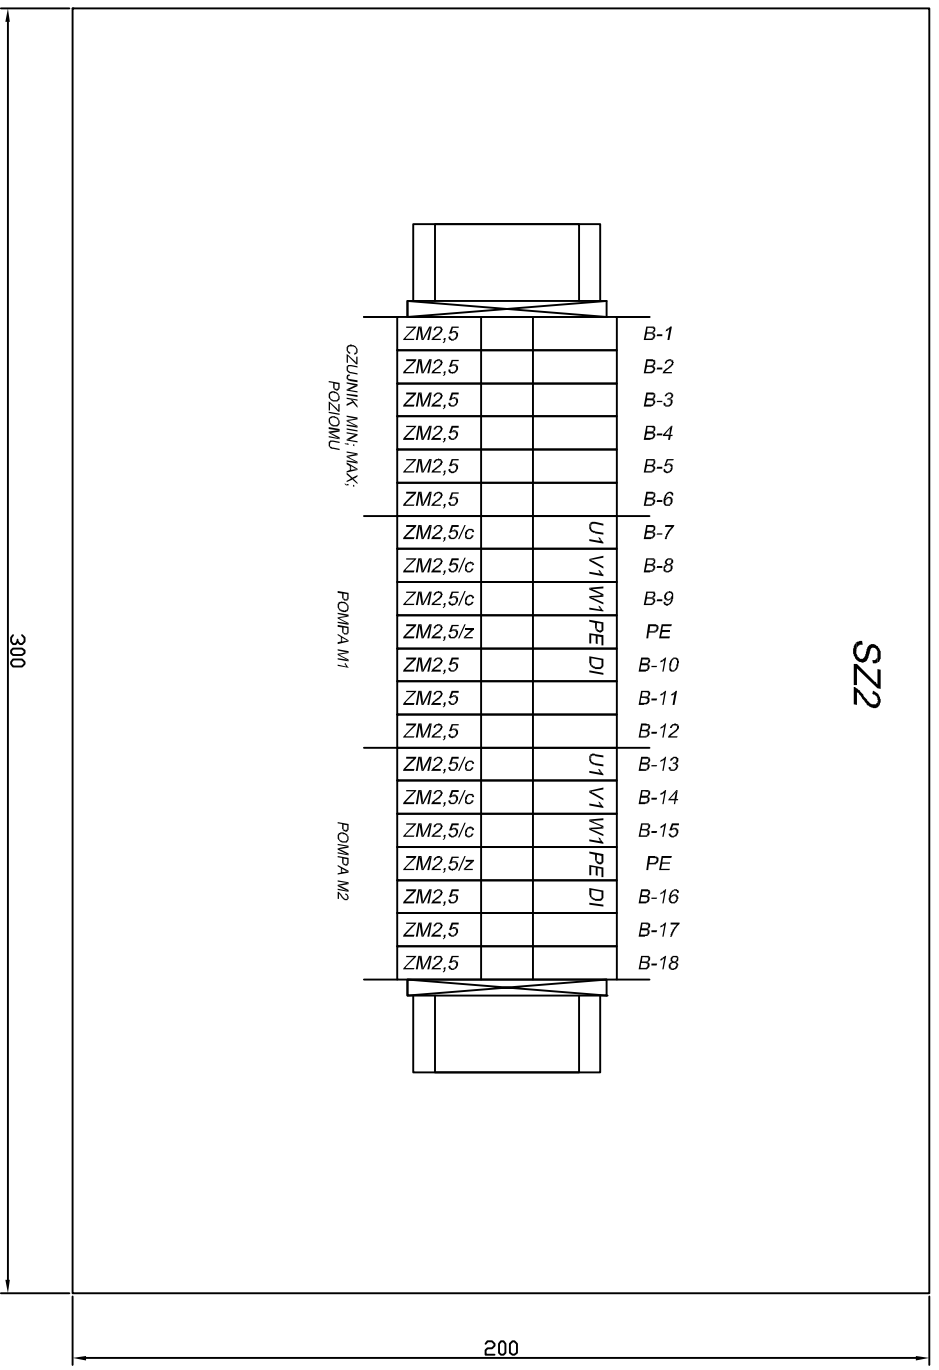 SZ2
ZM2,5 B-1
ZM2,5 B-2
ZM2,5 B-3
ZM2,5 B-4
ZM2,5 B-5
ZM2,5 B-6
ZM2,5/c U1 B-7
ZM2,5/c V1 B-8
ZM2,5/c W1 B-9
ZM2,5/z PE PE
ZM2,5 DI B-10
ZM2,5 B-11
ZM2,5 B-12
ZM2,5/c U1 B-13
ZM2,5/c V1 B-14
ZM2,5/c W1 B-15
ZM2,5/z PE PE
ZM2,5 DI B-16
ZM2,5 B-17
ZM2,5 B-18
CZUJNIK MIN; MAX;
POZIOMU
POMPA M1
POMPA M2
300
200